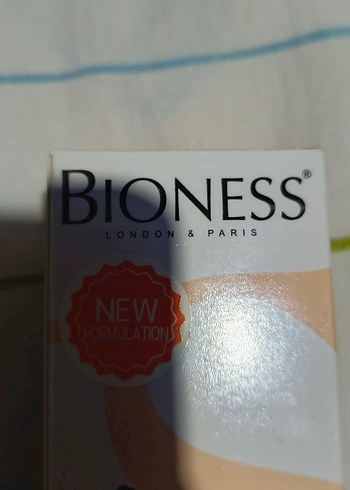 BIONESS®
LONDON & PARIS
NEW
FORMULATION